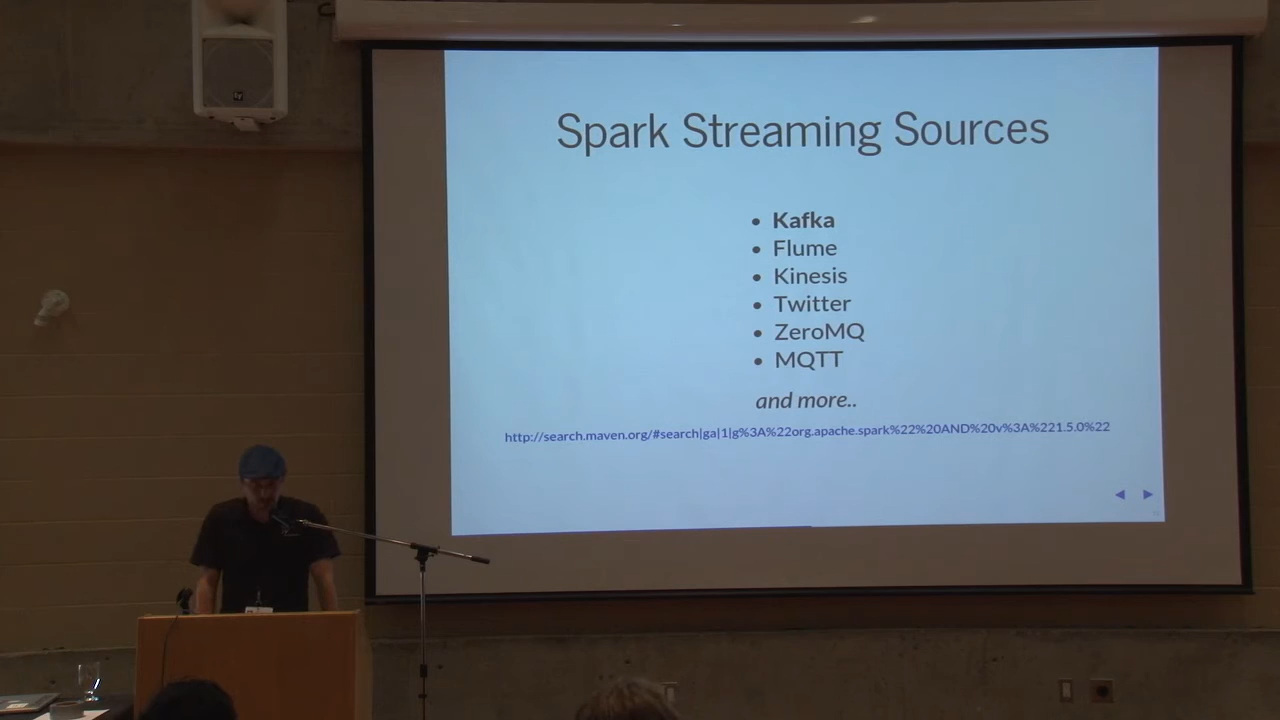 Spark Streaming Sources
• Kafka
• Flume
• Kinesis
• Twitter
• ZeroMQ
• MQTT
and more..
http://search.maven.org/#search|ga|1|g%3A%22org.apache.spark%22%20AND%20v%3A%221.5.0%22